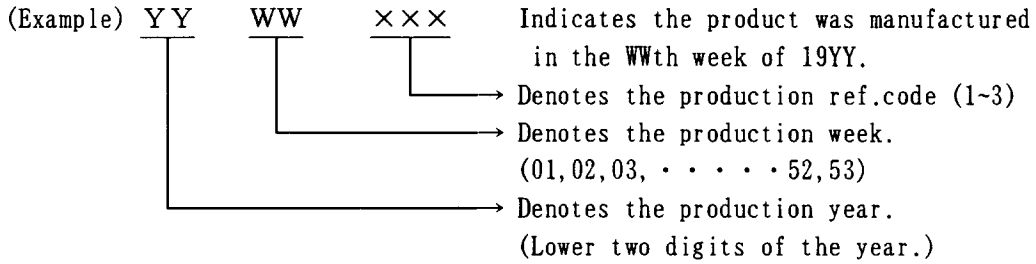 (Example) YY WW ××× Indicates the product was manufactured
in the WWth week of 19YY.
Denotes the production ref.code (1~3)
Denotes the production week.
(01,02,03, ・ ・ ・ ・ ・ 52,53)
Denotes the production year.
(Lower two digits of the year.)